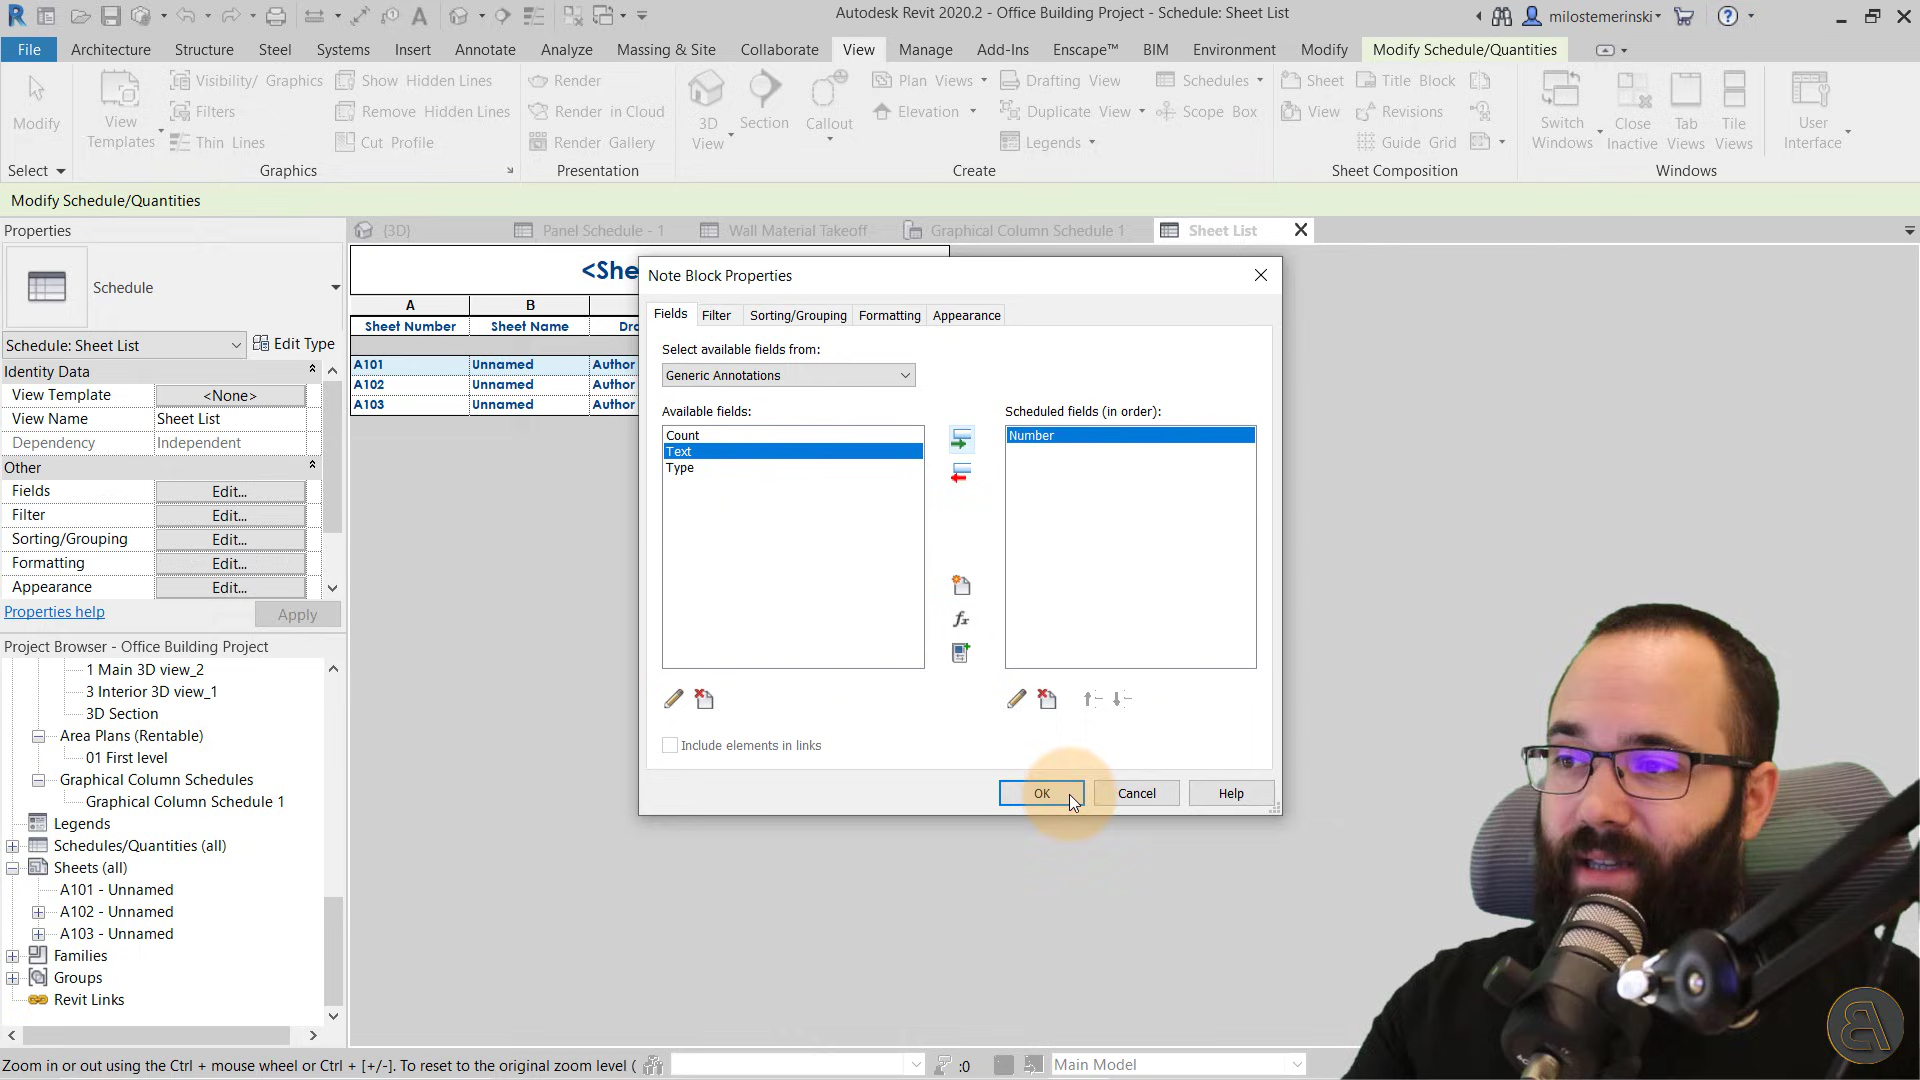 Autodesk Revit 2020.2 - Office Building Project - Schedule: Sheet List
milostemerinski
File
Architecture
Structure
Steel
Systems
Insert
Annotate
Analyze
Massing & Site
Collaborate
View
Manage
Add-Ins
Enscape™
BIM
Environment
Modify
Modify Schedule/Quantities
Modify
View
Templates
Visibility/ Graphics
Filters
Thin Lines
Show Hidden Lines
Remove Hidden Lines
Cut Profile
Render
Render in Cloud
Render Gallery
3D
View
Section
Callout
Plan Views
Elevation
Drafting View
Duplicate View
Legends
Schedules
Scope Box
Sheet
View
Title Block
Revisions
Guide Grid
Switch
Windows
Close
Inactive
Tab
Views
Tile
Views
User
Interface
Select
Graphics
Presentation
Create
Sheet Composition
Windows
Modify Schedule/Quantities
Properties
{3D}
Panel Schedule - 1
Wall Material Takeoff
Graphical Column Schedule 1
Sheet List
Schedule
Schedule: Sheet List
Edit Type
Identity Data
View Template
<None>
View Name
Sheet List
Dependency
Independent
Other
Fields
Edit...
Filter
Edit...
Sorting/Grouping
Edit...
Formatting
Edit...
Appearance
Edit...
Properties help
Apply
Project Browser - Office Building Project
1 Main 3D view_2
3 Interior 3D view_1
3D Section
Area Plans (Rentable)
01 First level
Graphical Column Schedules
Graphical Column Schedule 1
Legends
Schedules/Quantities (all)
Sheets (all)
A101 - Unnamed
A102 - Unnamed
A103 - Unnamed
Families
Groups
Revit Links
<She
A
B
Sheet Number
Sheet Name
Dra
A101
Unnamed
Author
A102
Unnamed
Author
A103
Unnamed
Author
Note Block Properties
Fields
Filter
Sorting/Grouping
Formatting
Appearance
Select available fields from:
Generic Annotations
Available fields:
Scheduled fields (in order):
Count
Text
Type
Number
fx
Include elements in links
OK
Cancel
Help
Zoom in or out using the Ctrl + mouse wheel or Ctrl + [+/-]. To reset to the original zoom level (
:0
Main Model